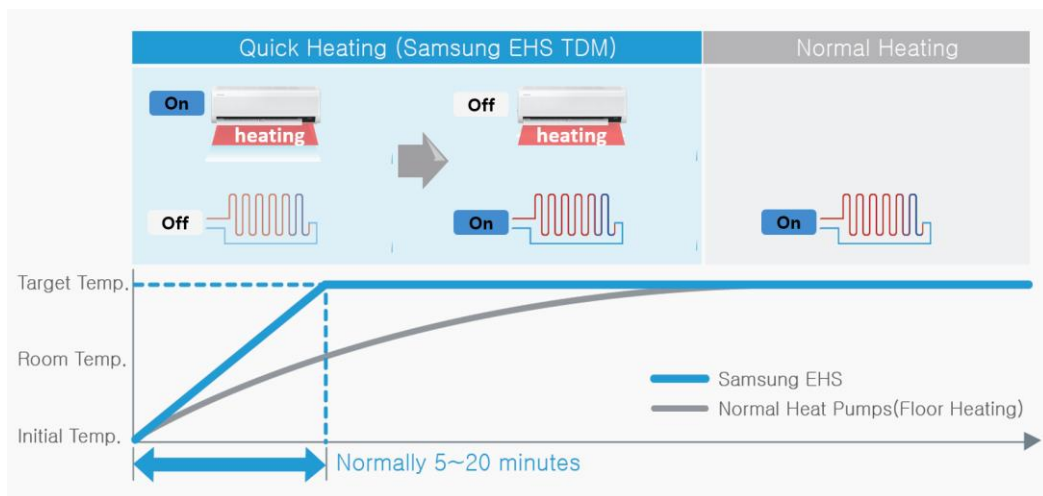 Quick Heating (Samsung EHS TDM)
Normal Heating
On
heating
Off
heating
Off
On
On
Target Temp.
Room Temp.
Initial Temp.
Samsung EHS
Normal Heat Pumps(Floor Heating)
Normally 5~20 minutes